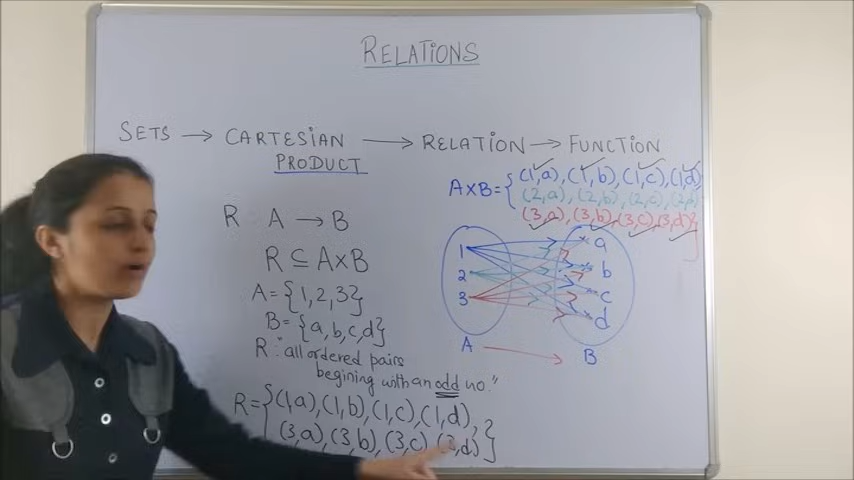 RELATIONS
SETS → CARTESIAN PRODUCT → RELATION → FUNCTION
A×B={(1,a),(1,b),(1,c),(1,d)
(2,a),(2,b),(2,c),(2,d)
(3,a),(3,b),(3,c),(3,d)}
R A → B
R ⊆ A×B
A={1,2,3}
B={a,b,c,d}
R: "all ordered pairs
begining with an odd no."
R={(1,a),(1,b),(1,c),(1,d),
(3,a),(3,b),(3,c),(3,d)}
1 a
2 b
3 c
d
A → B